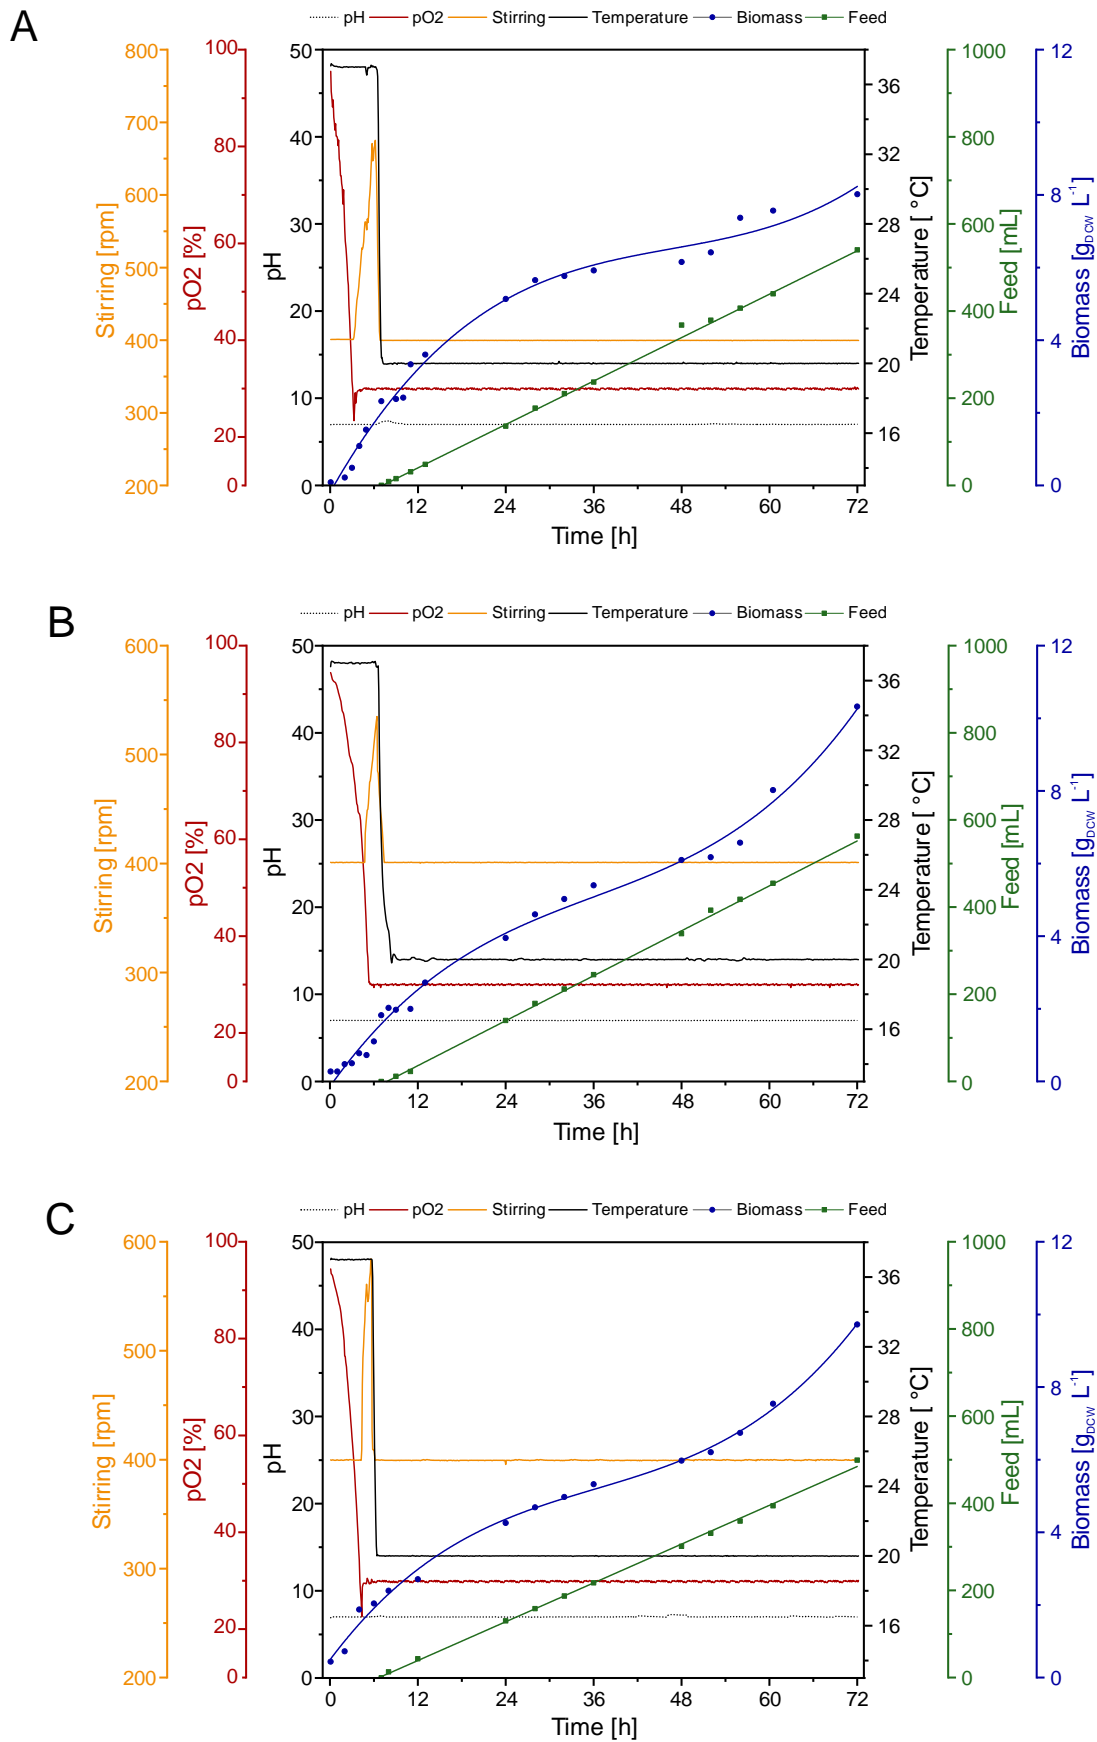 A
pH pO2 Stirring Temperature Biomass Feed
800 700 600 500 400 300 200
Stirring [rpm]
100 80 60 40 20 0
pO2 [%]
50 40 30 20 10 0
pH
36 32 28 24 20 16
Temperature [ °C]
1000 800 600 400 200 0
Feed [mL]
12 8 4 0
Biomass [gDCW L-1]
0 12 24 36 48 60 72
Time [h]
B
pH pO2 Stirring Temperature Biomass Feed
600 500 400 300 200
Stirring [rpm]
100 80 60 40 20 0
pO2 [%]
50 40 30 20 10 0
pH
36 32 28 24 20 16
Temperature [ °C]
1000 800 600 400 200 0
Feed [mL]
12 8 4 0
Biomass [gDCW L-1]
0 12 24 36 48 60 72
Time [h]
C
pH pO2 Stirring Temperature Biomass Feed
600 500 400 300 200
Stirring [rpm]
100 80 60 40 20 0
pO2 [%]
50 40 30 20 10 0
pH
36 32 28 24 20 16
Temperature [ °C]
1000 800 600 400 200 0
Feed [mL]
12 8 4 0
Biomass [gDCW L-1]
0 12 24 36 48 60 72
Time [h]